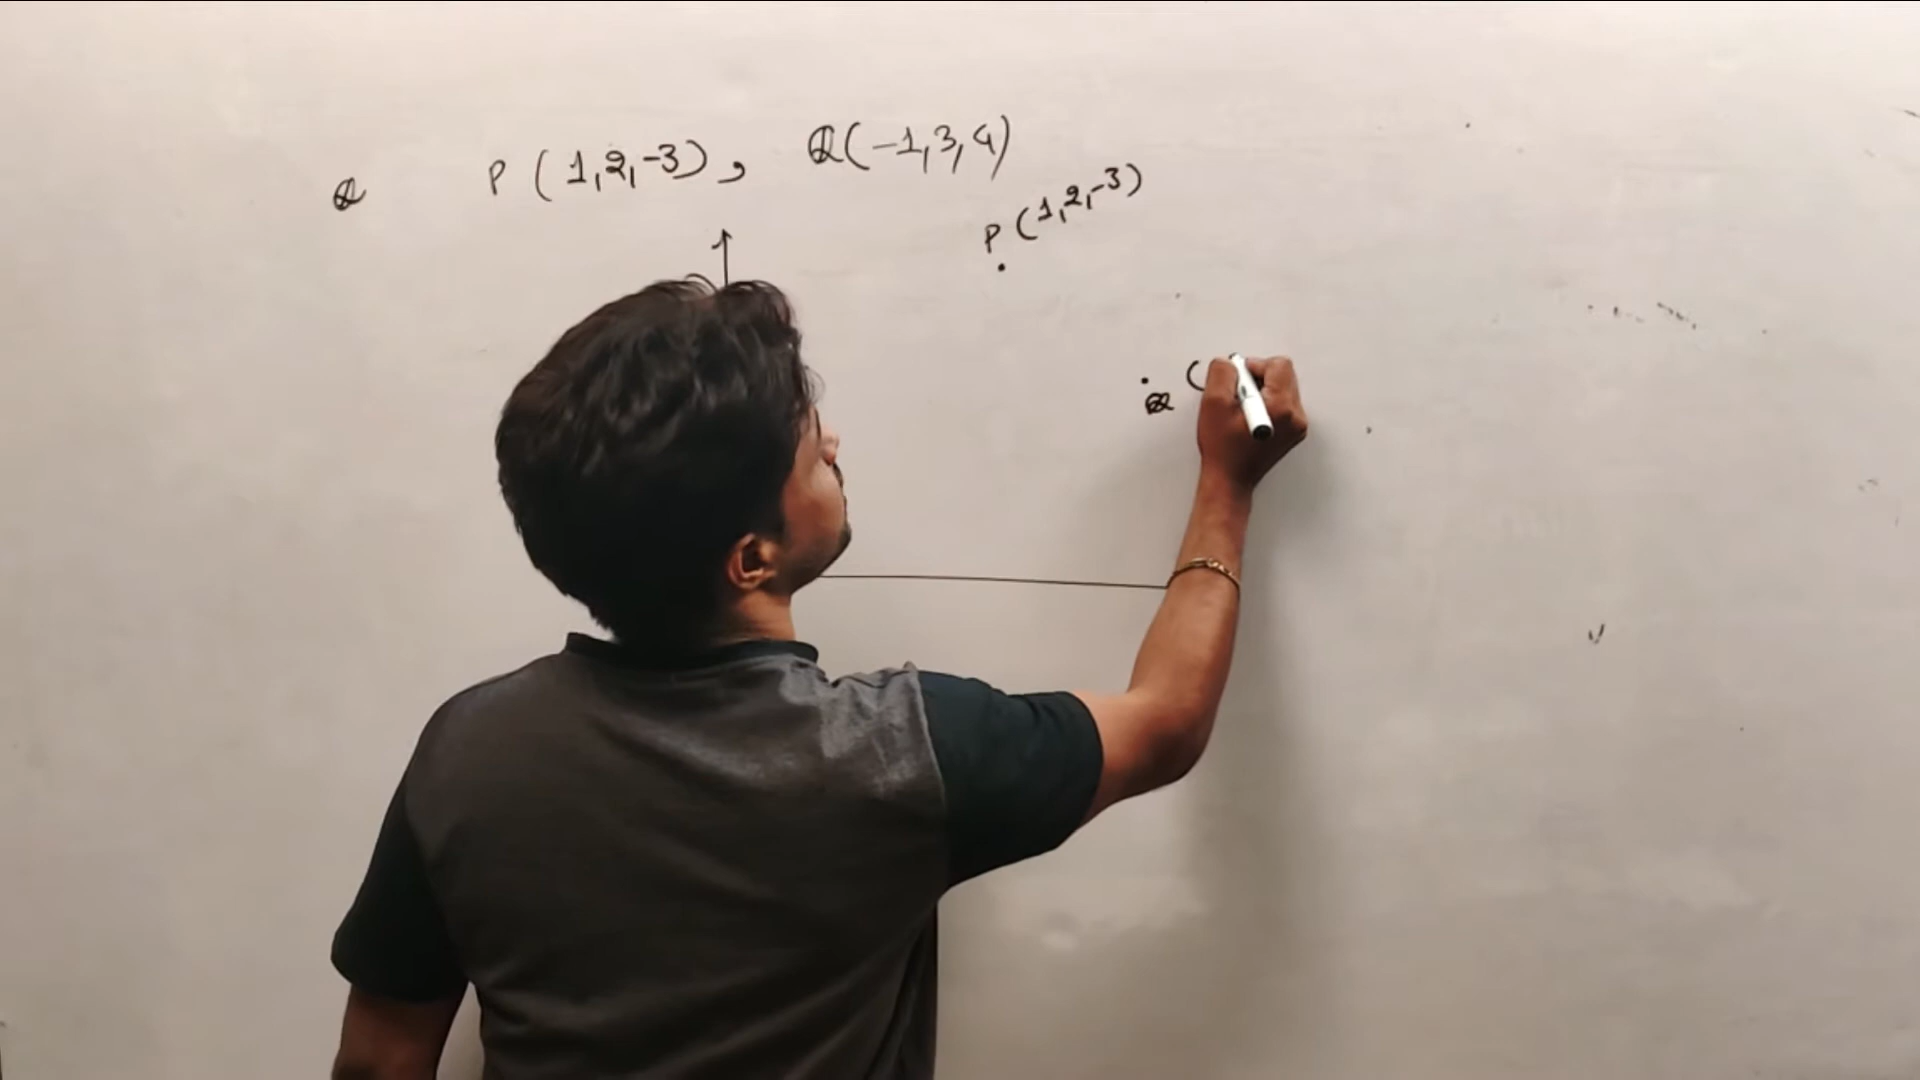 Q P (1,2,-3), Q(-1,3,4)
P (1,2,-3)
Q (